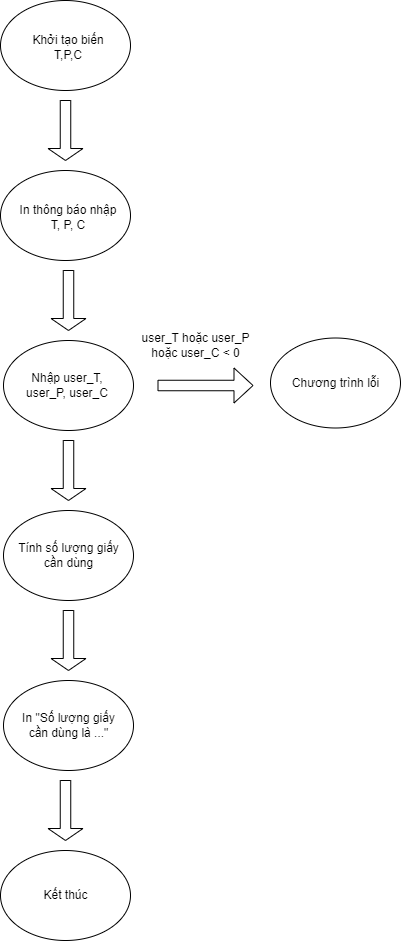 Khởi tạo biến
T,P,C
In thông báo nhập
T, P, C
user_T hoặc user_P
hoặc user_C < 0
Nhập user_T,
user_P, user_C
Chương trình lỗi
Tính số lượng giấy
cần dùng
In "Số lượng giấy
cần dùng là ..."
Kết thúc